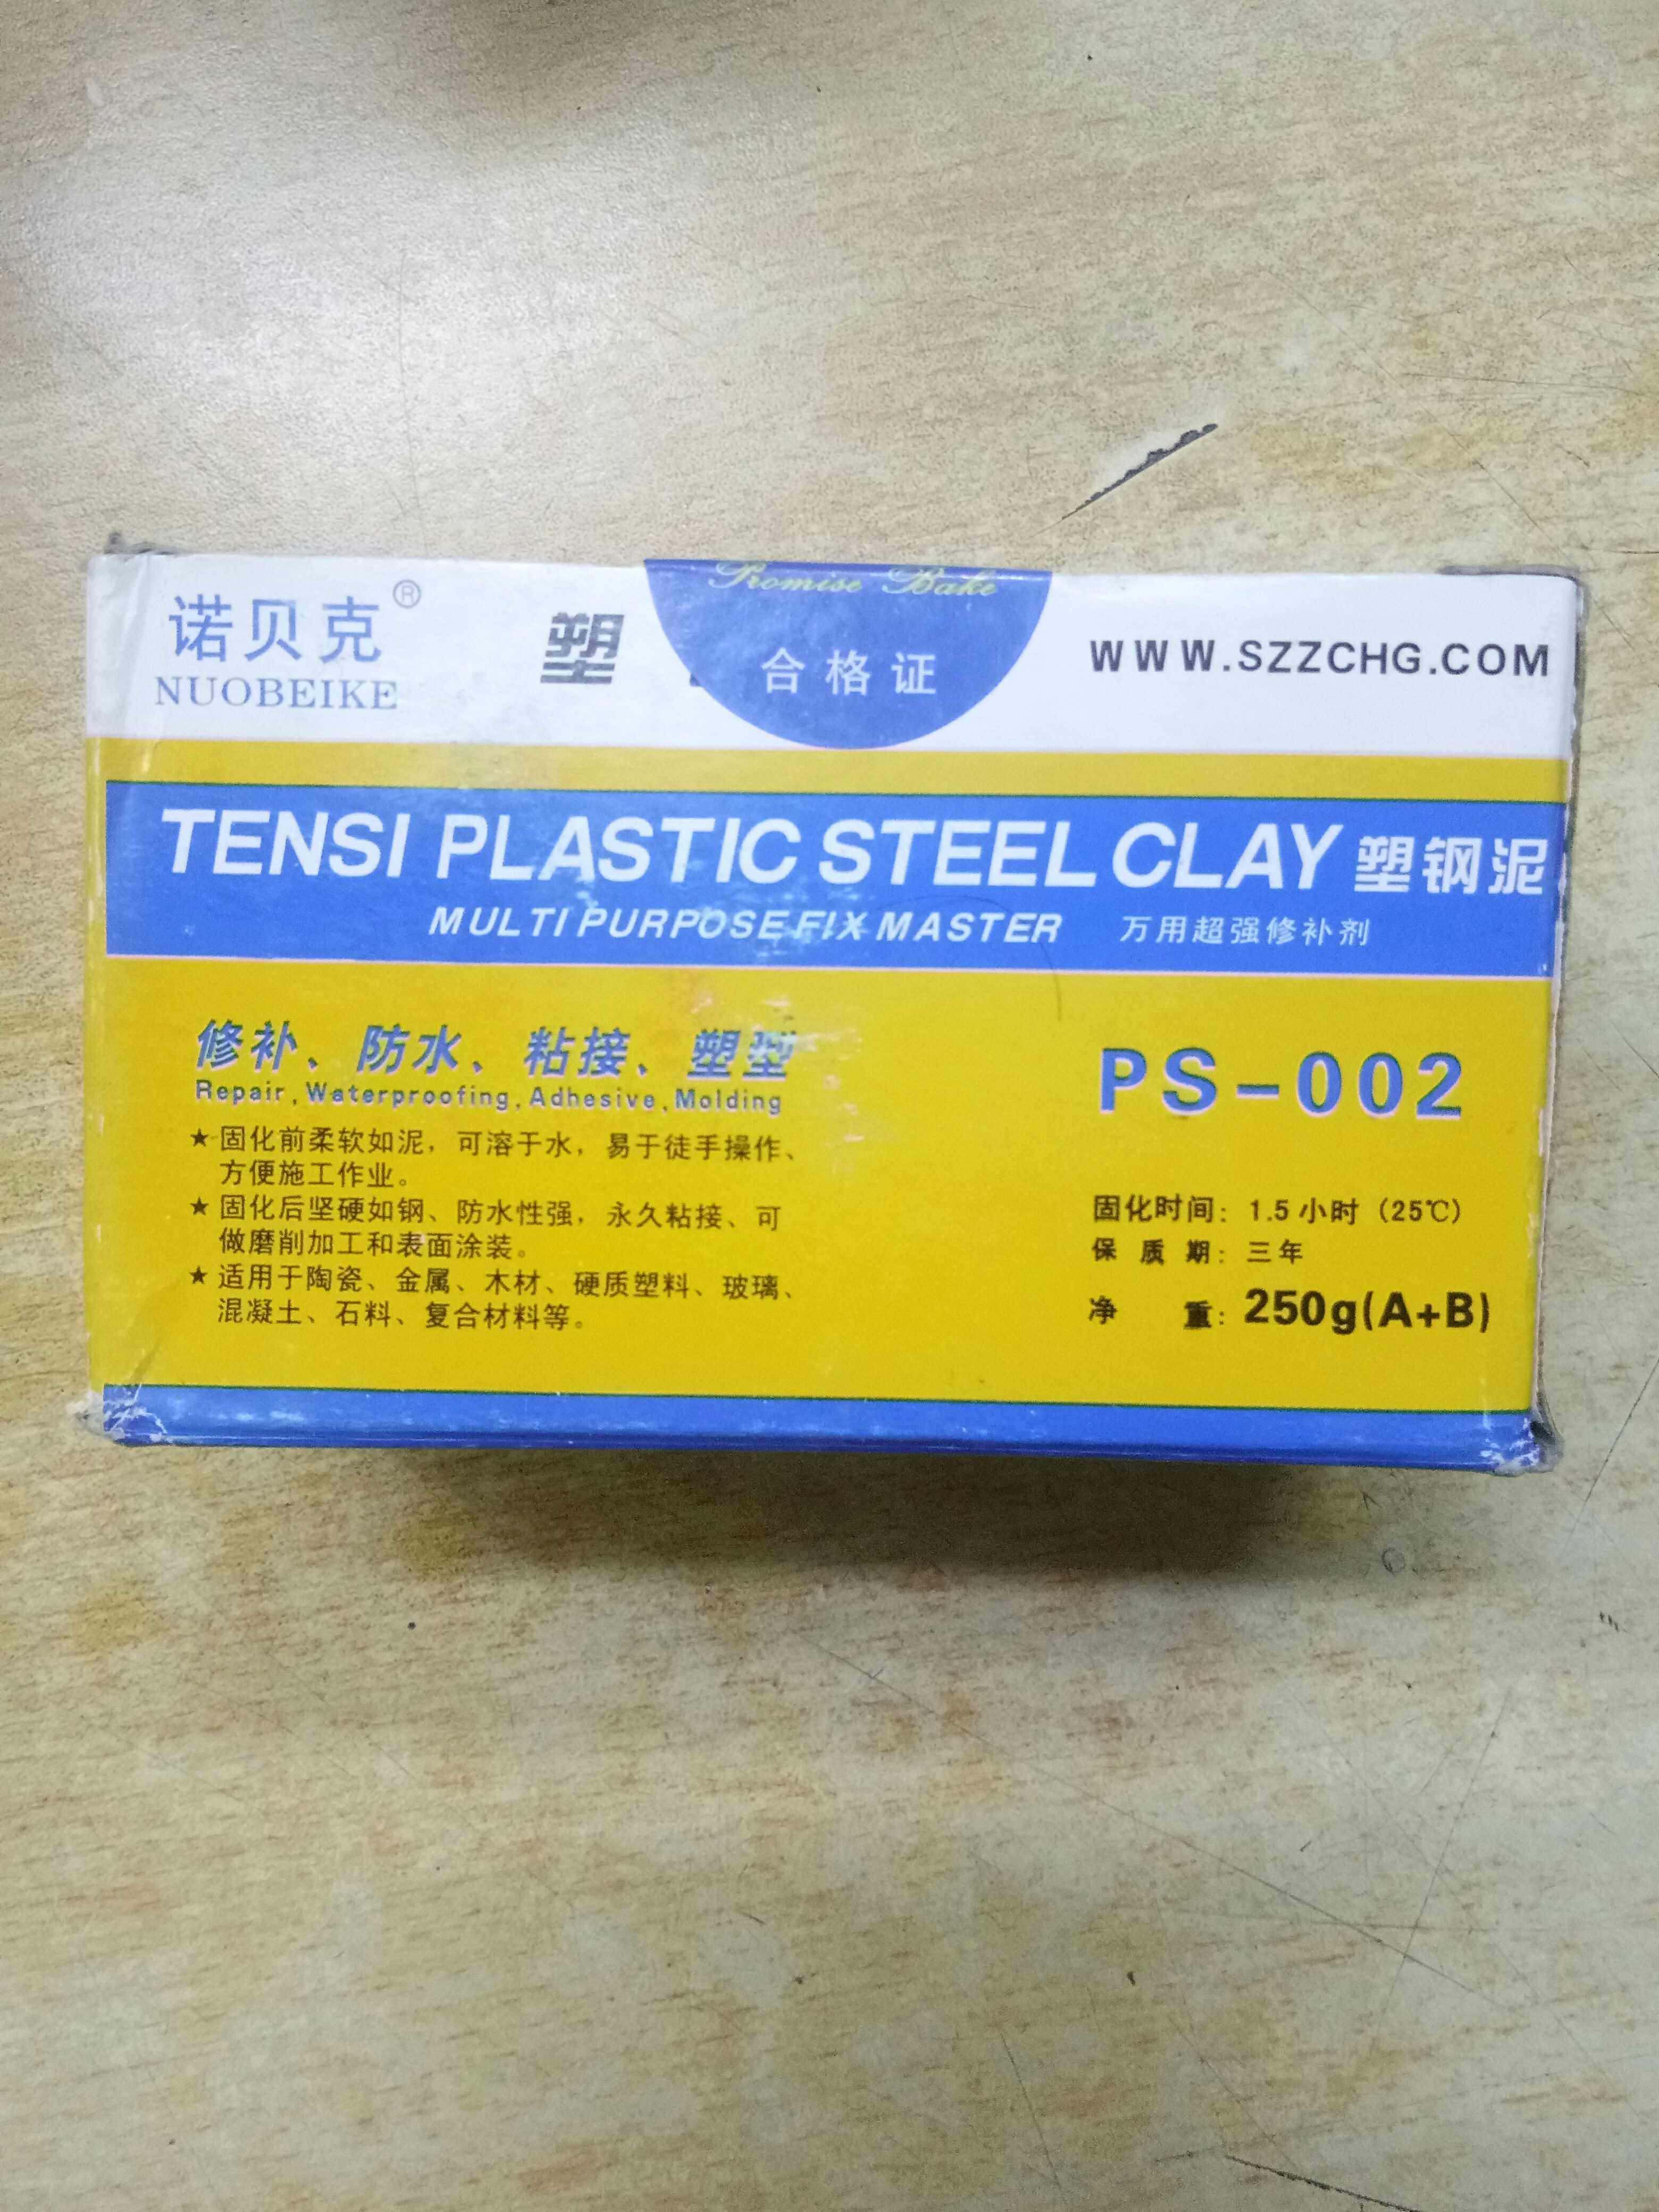 诺贝克®
NUOBEIKE
塑
Promise Bake
合格证
WWW.SZZCHG.COM
TENSI PLASTIC STEEL CLAY 塑钢泥
MULTI PURPOSE FIX MASTER 万用超强修补剂
修补、防水、粘接、塑型
Repair,Waterproofing,Adhesive,Molding
★固化前柔软如泥，可溶于水，易于徒手操作、
方便施工作业。
★固化后坚硬如钢、防水性强，永久粘接、可
做磨削加工和表面涂装。
★适用于陶瓷、金属、木材、硬质塑料、玻璃、
混凝土、石料、复合材料等。
PS-002
固化时间：1.5小时（25℃）
保质期：三年
净重：250g(A+B)